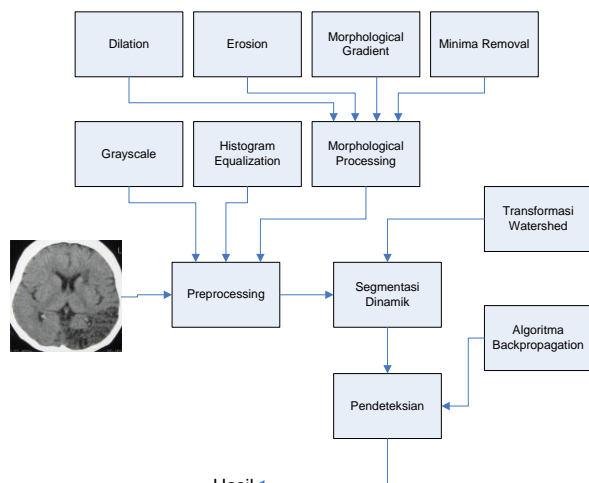 Dilation
Erosion
Morphological
Gradient
Minima Removal
Grayscale
Histogram
Equalization
Morphological
Processing
Transformasi
Watershed
Preprocessing
Segmentasi
Dinamik
Algoritma
Backpropagation
Pendeteksian
Hasil